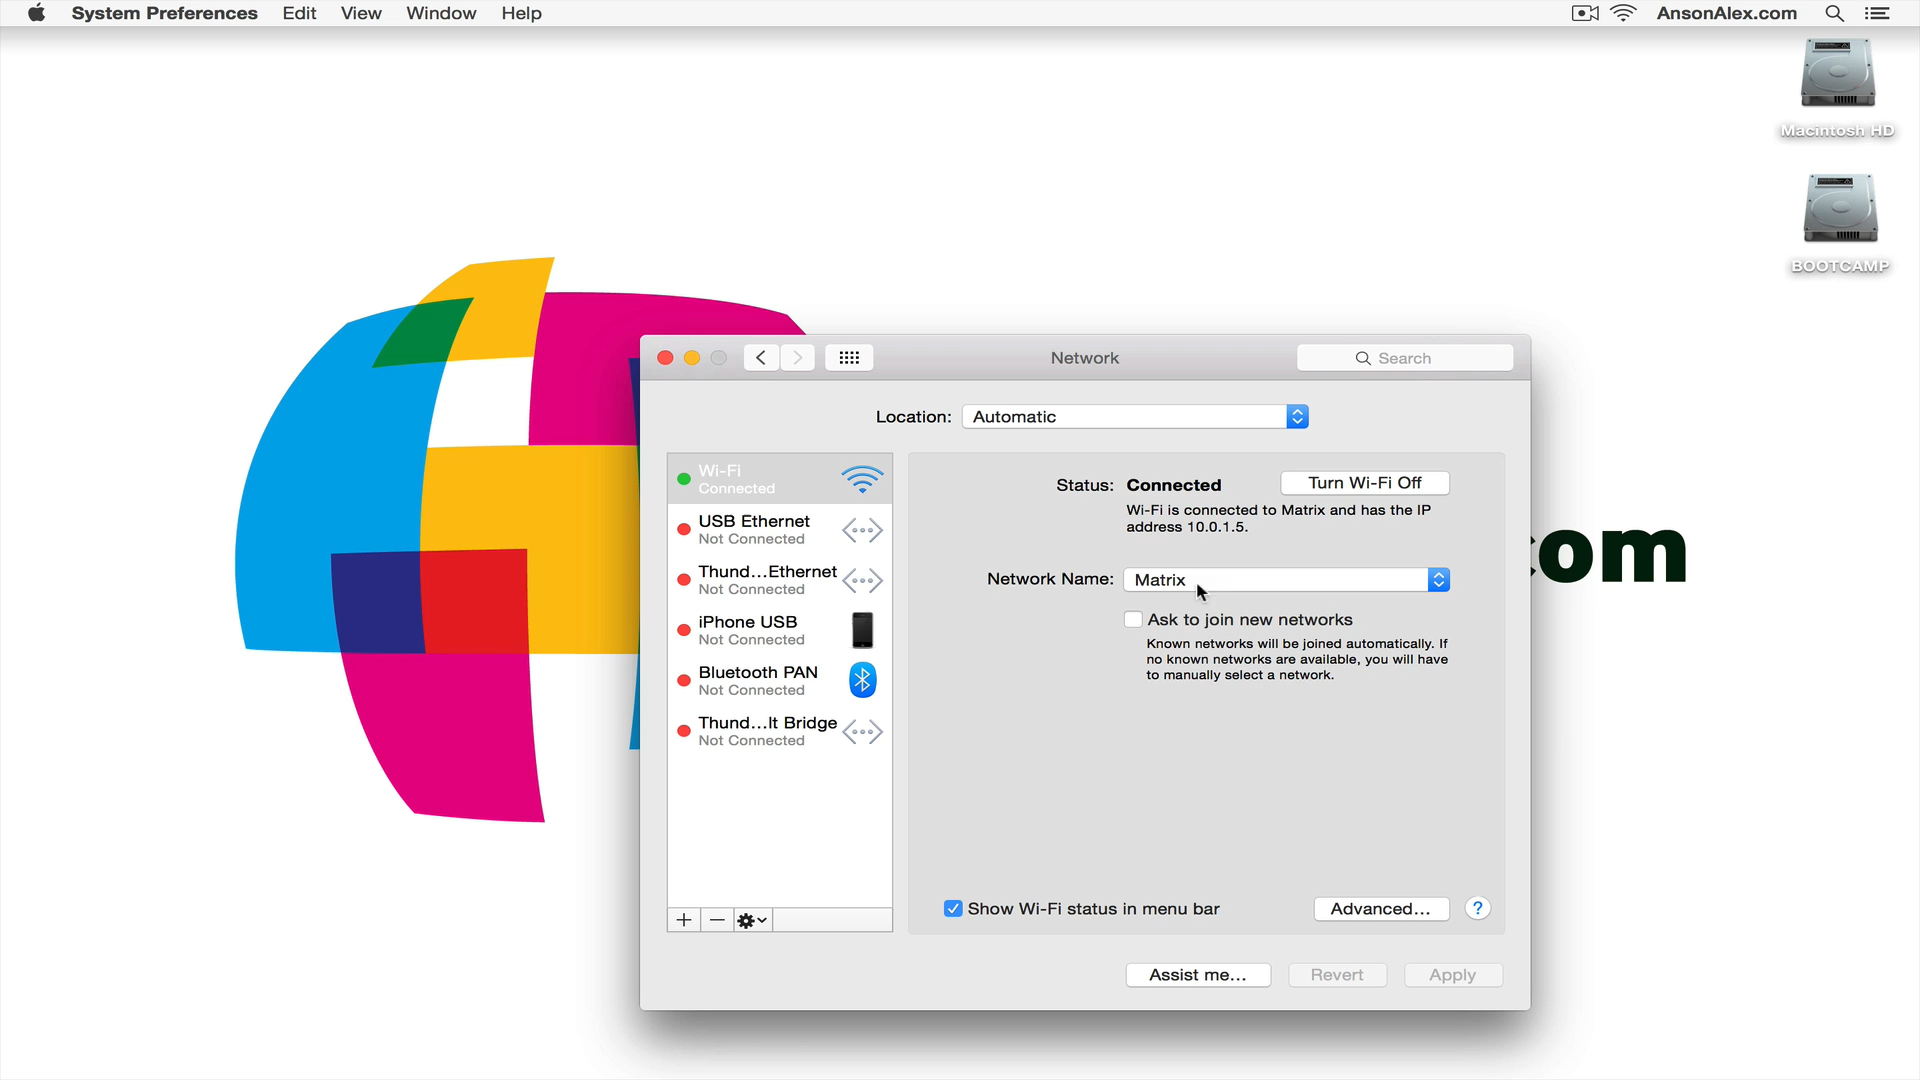 System Preferences Edit View Window Help AnsonAlex.com
Macintosh HD
BOOTCAMP
com
Network
Search
Location: Automatic
Wi-Fi
Connected
USB Ethernet
Not Connected
Thund...Ethernet
Not Connected
iPhone USB
Not Connected
Bluetooth PAN
Not Connected
Thund...lt Bridge
Not Connected
Status: Connected
Turn Wi-Fi Off
Wi-Fi is connected to Matrix and has the IP
address 10.0.1.5.
Network Name: Matrix
Ask to join new networks
Known networks will be joined automatically. If
no known networks are available, you will have
to manually select a network.
Show Wi-Fi status in menu bar
Advanced...
?
Assist me...
Revert
Apply